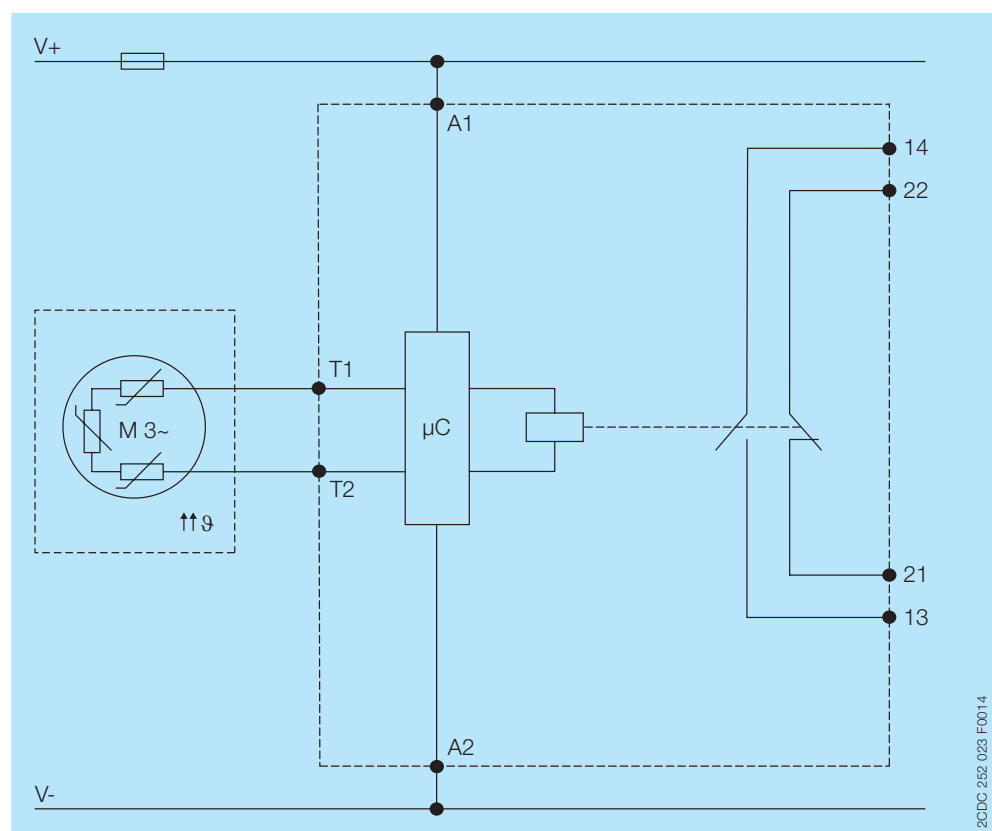 V+
A1
14
22
T1
M 3~
µC
T2
↑↑ϑ
21
13
A2
V-
2CDC 252 023 F0014